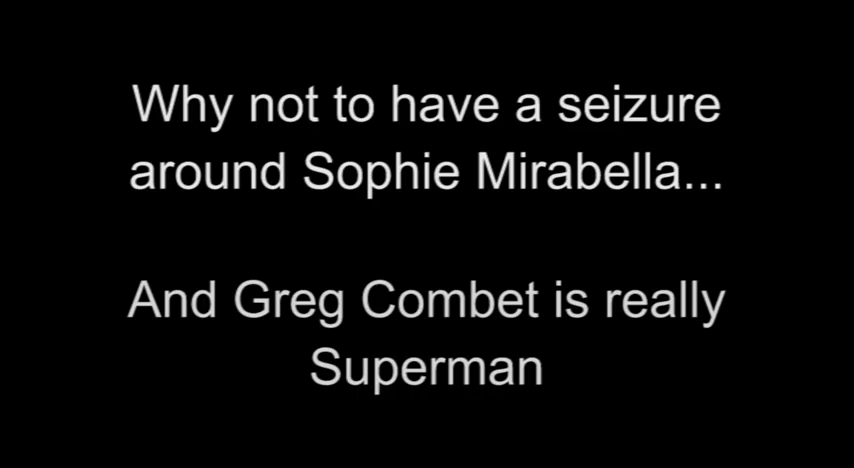 Why not to have a seizure
around Sophie Mirabella...
And Greg Combet is really
Superman